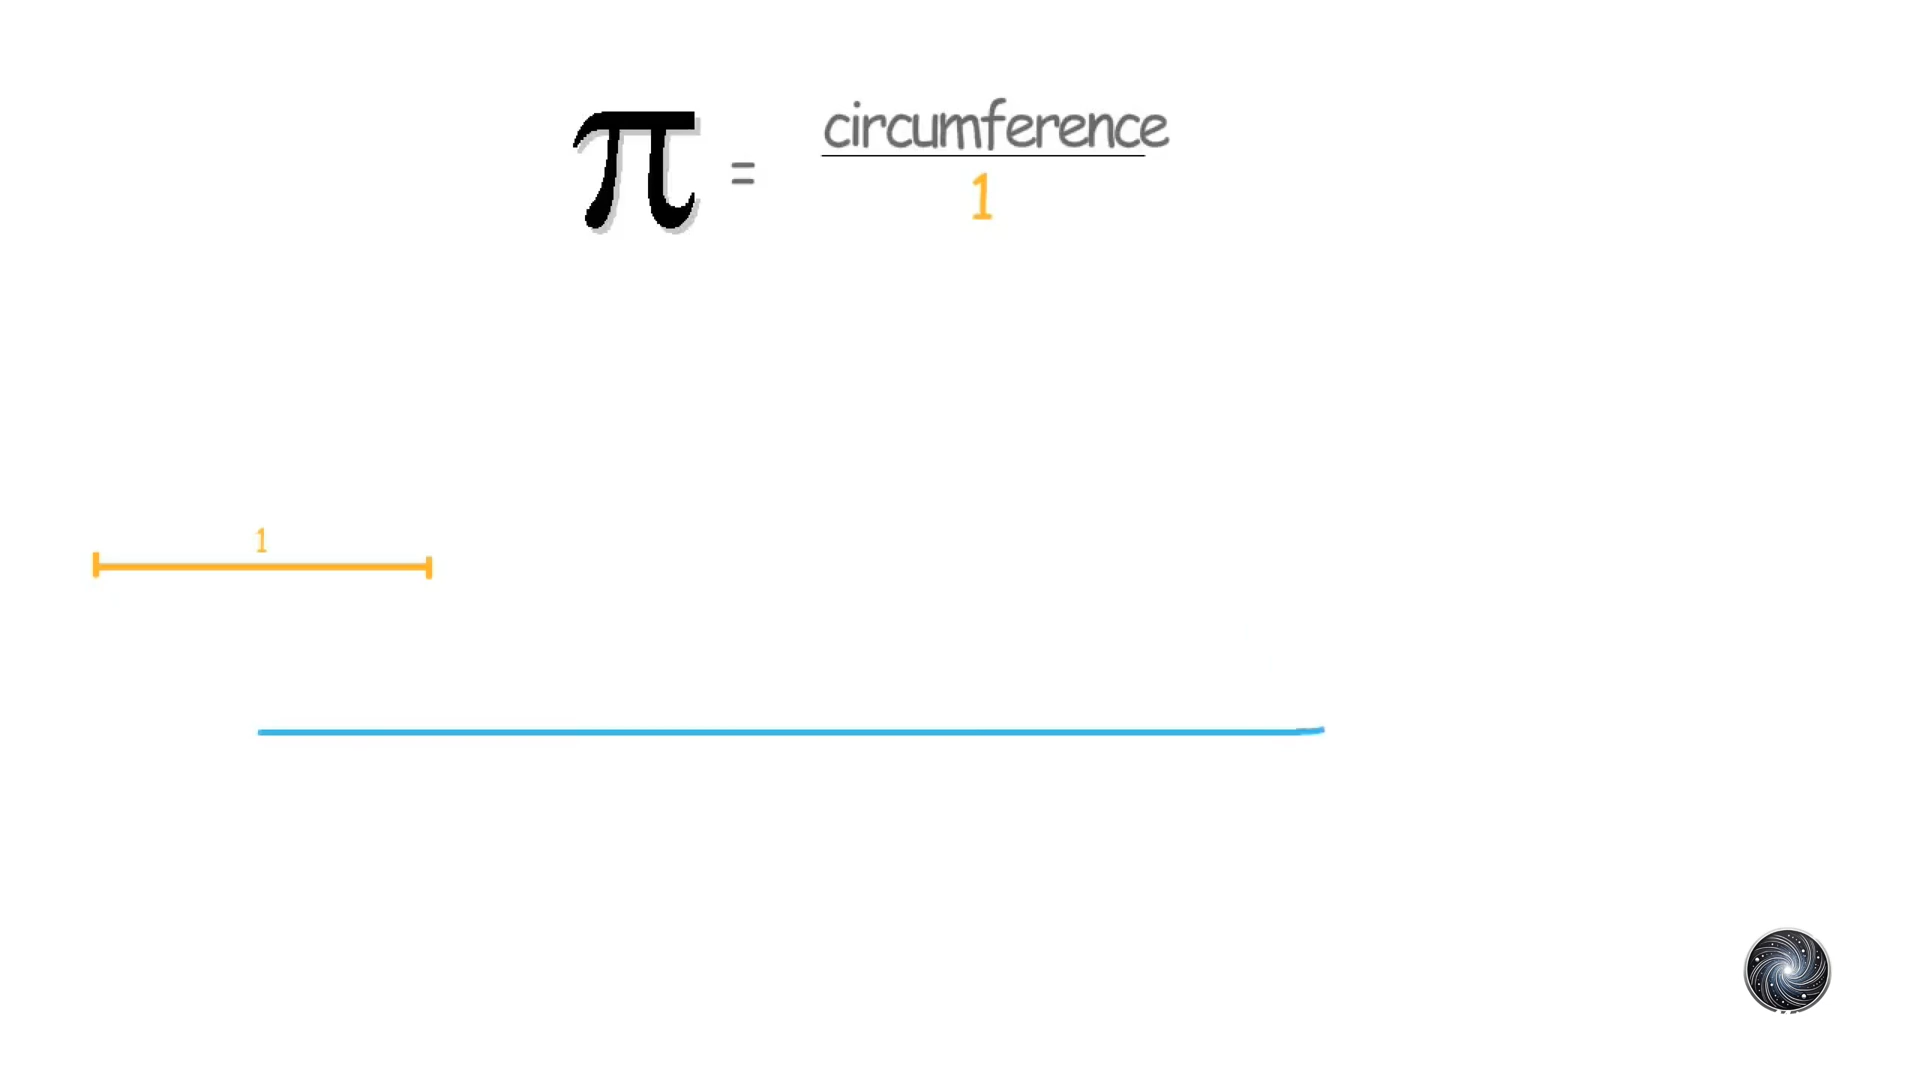 π = circumference
1
1